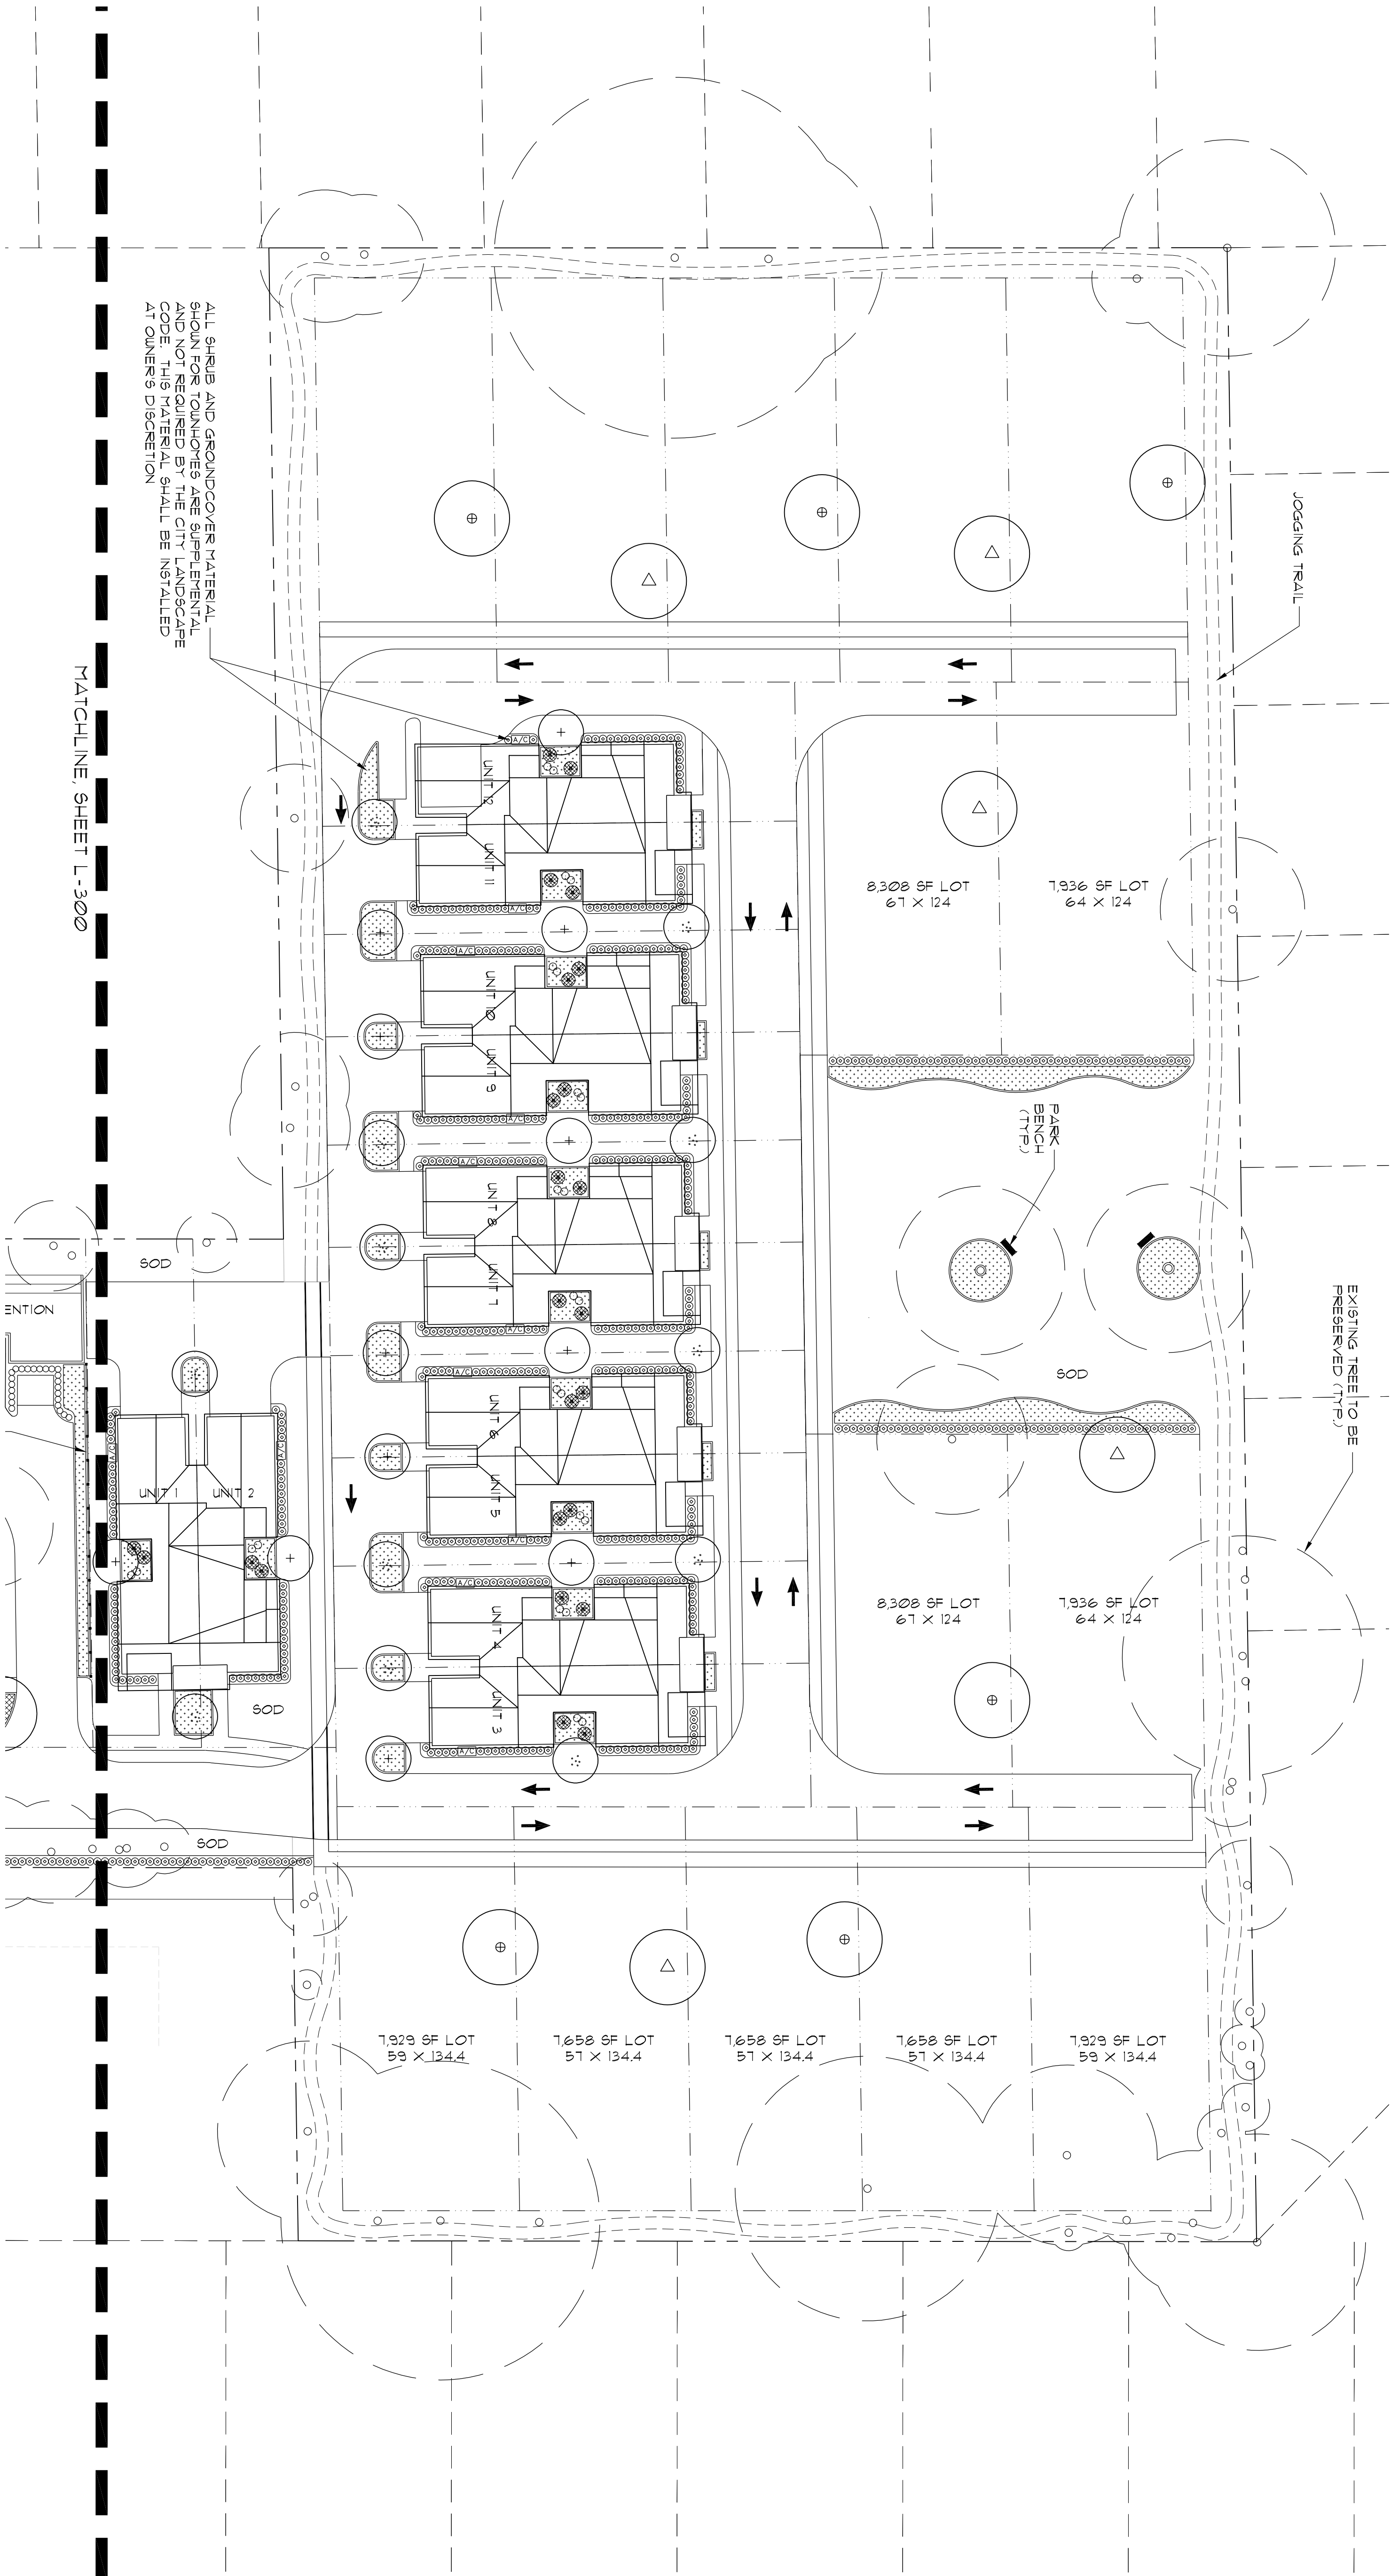 ALL SHRUB AND GROUNDCOVER MATERIAL
SHOWN FOR TOWNHOMES ARE SUPPLEMENTAL
AND NOT REQUIRED BY THE CITY LANDSCAPE
CODE. THIS MATERIAL SHALL BE INSTALLED
AT OWNER'S DISCRETION
MATCHLINE, SHEET L-300
JOGGING TRAIL
A/C
UNIT 12
UNIT 11
A/C
8,308 SF LOT
67 X 124
7,936 SF LOT
64 X 124
A/C
UNIT 10
UNIT 9
A/C
PARK
BENCH
(TYP.)
A/C
UNIT 8
UNIT 7
A/C
EXISTING TREE TO BE
PRESERVED (TYP.)
SOD
ENTION
SOD
A/C
UNIT 6
UNIT 5
A/C
A/C
A/C
UNIT 1
UNIT 2
8,308 SF LOT
67 X 124
7,936 SF LOT
64 X 124
A/C
UNIT 4
UNIT 3
A/C
SOD
SOD
7,929 SF LOT
59 X 134.4
7,658 SF LOT
57 X 134.4
7,658 SF LOT
57 X 134.4
7,658 SF LOT
57 X 134.4
7,929 SF LOT
59 X 134.4